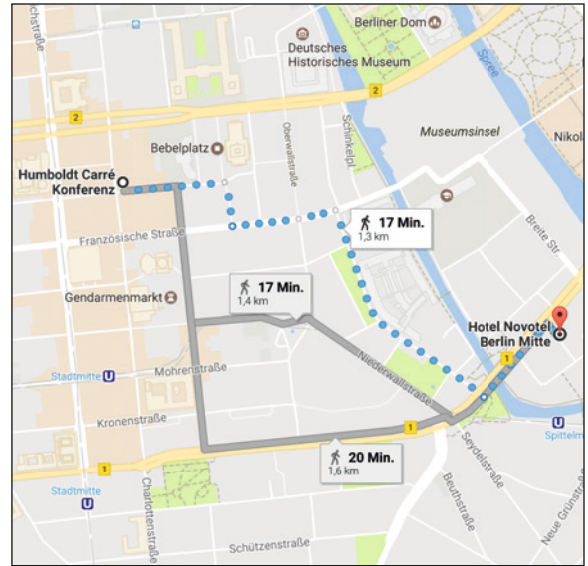 Berliner Dom
Deutsches
Historisches Museum
Spree
2
2
Museumsinsel
Nikol
Oberwallstraße
Schinkelpl.
Bebelplatz
Humboldt Carré
Konferenz
17 Min.
1,3 km
Französische Straße
Breite Str.
17 Min.
1,4 km
Gendarmenmarkt
Hotel Novotel
Berlin Mitte
1
Stadtmitte U
Mohrenstraße
Niederwallstraße
Kronenstraße
1
U
Spittelm
Seydelstraße
20 Min.
1,6 km
1
Stadtmitte
U
Charlottenstraße
Beuthstraße
Neue Grünstr
Schützenstraße